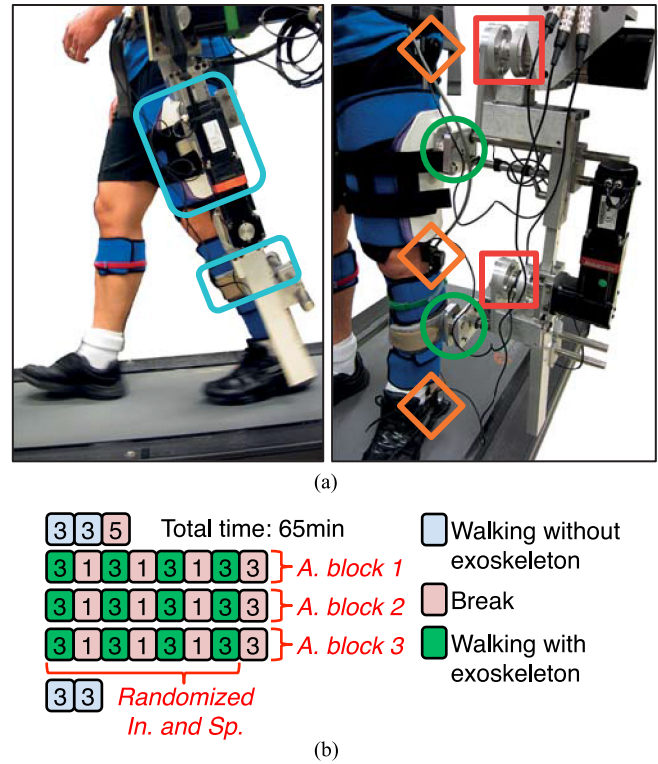 (a)
3 3 5 Total time: 65min
3 1 3 1 3 1 3 3 A. block 1
3 1 3 1 3 1 3 3 A. block 2
3 1 3 1 3 1 3 3 A. block 3
3 3 Randomized
In. and Sp.
Walking without
exoskeleton
Break
Walking with
exoskeleton
(b)